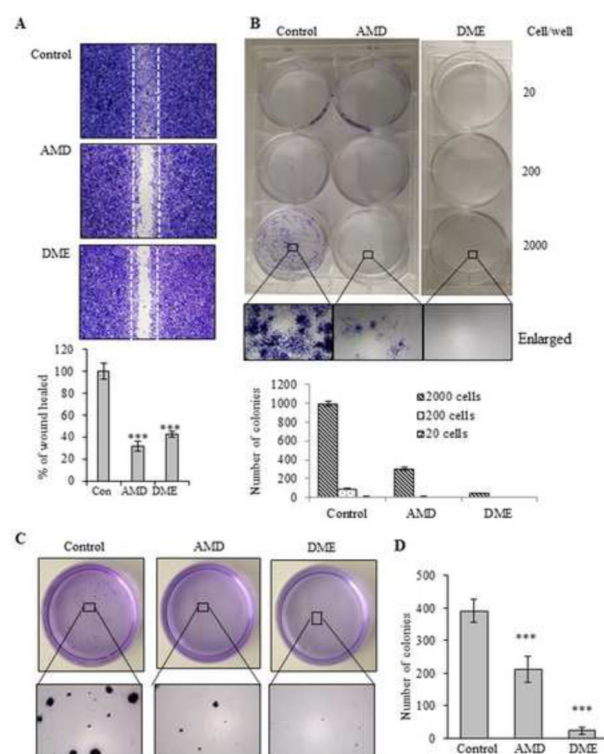 A
Control
AMD
DME
120
100
80
60
40
20
0
% of wound healed
***
***
Con AMD DME
B
Control AMD DME Cell/well
20
200
2000
Enlarged
1200
1000
800
600
400
200
0
Number of colonies
2000 cells
200 cells
20 cells
Control AMD DME
C
Control AMD DME
D
500
400
300
200
100
0
Number of colonies
***
***
Control AMD DME